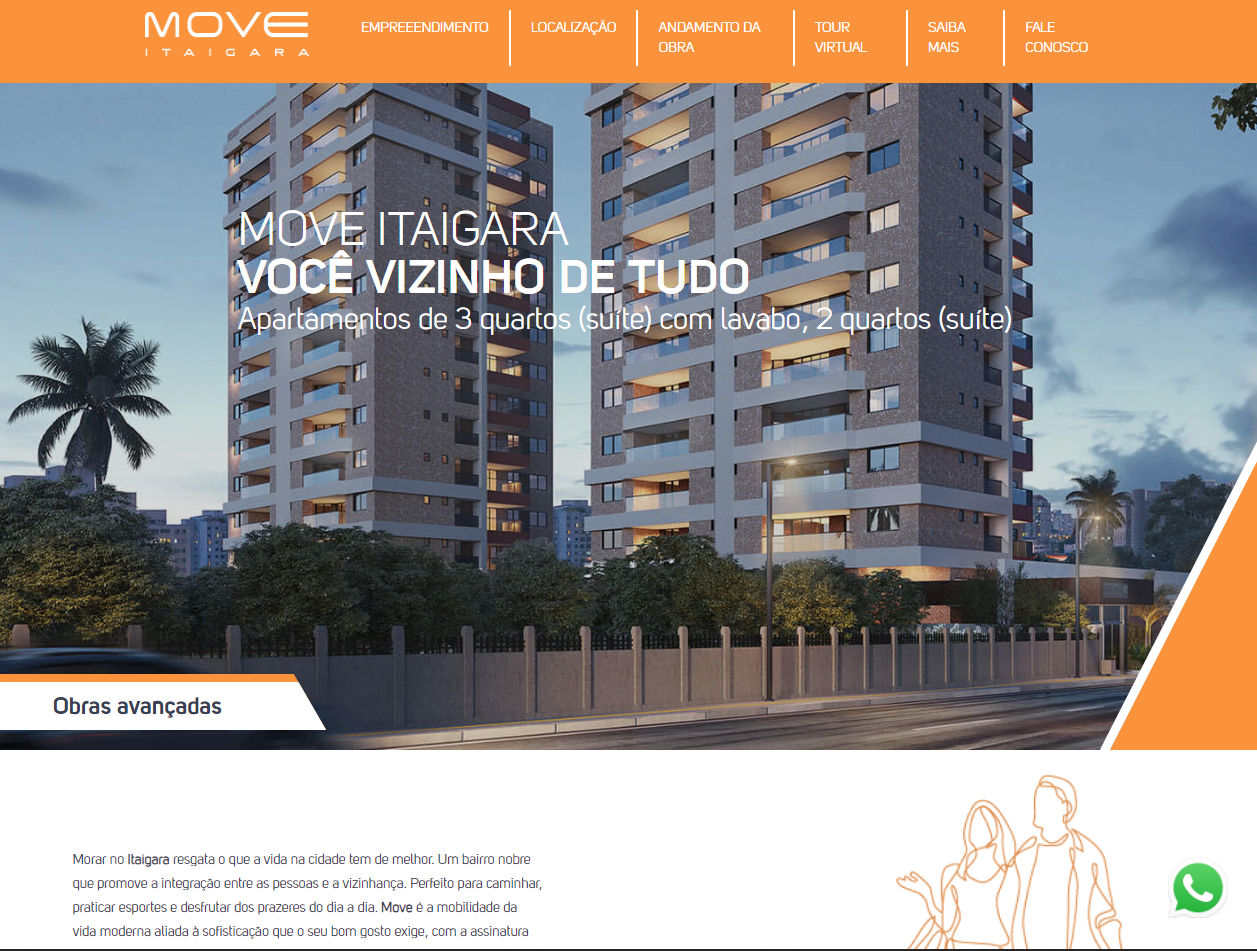 MOVE
ITAIGARA
EMPREEENDIMENTO
LOCALIZAÇÃO
ANDAMENTO DA
OBRA
TOUR
VIRTUAL
SAIBA
MAIS
FALE
CONOSCO
MOVE ITAIGARA
VOCÊ VIZINHO DE TUDO
Apartamentos de 3 quartos (suíte) com lavabo, 2 quartos (suíte)
MOVE
Obras avançadas
Morar no Itaigara resgata o que a vida na cidade tem de melhor. Um bairro nobre
que promove a integração entre as pessoas e a vizinhança. Perfeito para caminhar,
praticar esportes e desfrutar dos prazeres do dia a dia. Move é a mobilidade da
vida moderna aliada à sofisticação que o seu bom gosto exige, com a assinatura